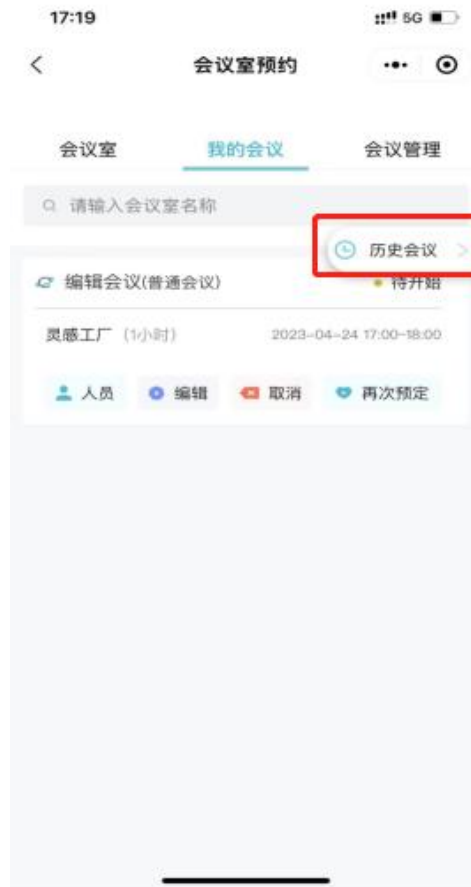 17:19 5G
会议室预约
会议室 我的会议 会议管理
请输入会议室名称
历史会议
编辑会议(普通会议) 待开始
灵感工厂 (1小时) 2023-04-24 17:00-18:00
人员 编辑 取消 再次预定